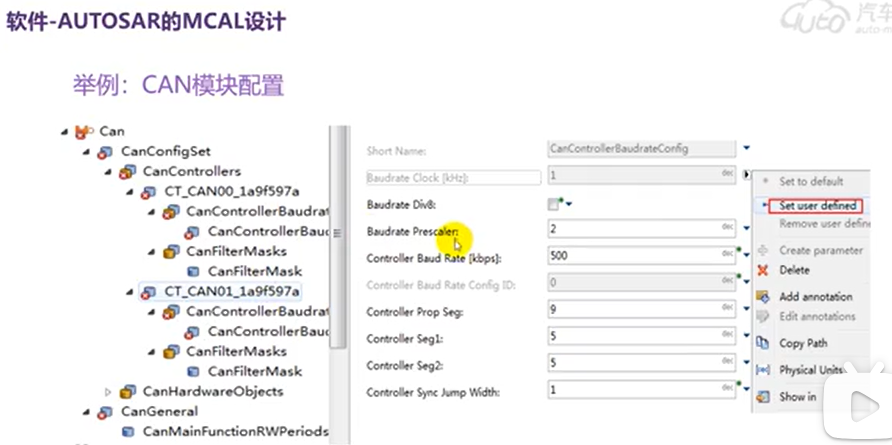 软件-AUTOSAR的MCAL设计
auto
汽车
auto-m
举例：CAN模块配置
Can
CanConfigSet
CanControllers
CT_CAN00_1a9f597a
CanControllerBaudrat
CanControllerBauc
CanFilterMasks
CanFilterMask
CT_CAN01_1a9f597a
CanControllerBaudrat
CanControllerBauc
CanFilterMasks
CanFilterMask
CanHardwareObjects
CanGeneral
CanMainFunctionRWPeriods
Short Name: CanControllerBaudrateConfig
Baudrate Clock [kHz]: 1 dec
Baudrate Div8:
Baudrate Prescaler: 2 dec
Controller Baud Rate [kbps]: 500 dec
Controller Baud Rate Config ID: 0 dec
Controller Prop Seg: 9 dec
Controller Seg1: 5 dec
Controller Seg2: 5 dec
Controller Sync Jump Width: 1 dec
Set to default
Set user defined
Remove user define
Create parameter
Delete
Add annotation
Edit annotations
Copy Path
Physical Units
Show in